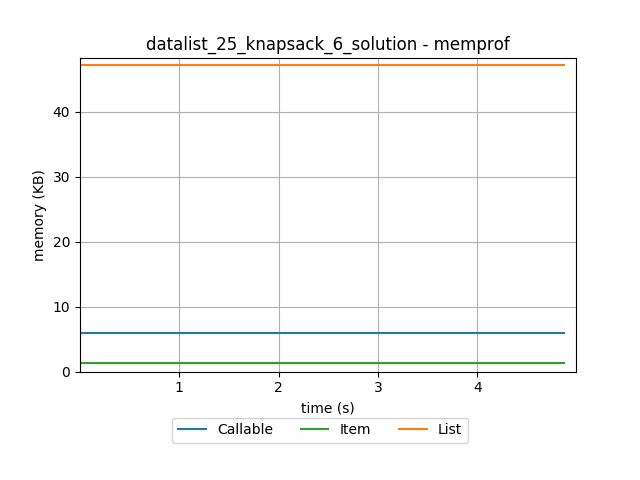 datalist_25_knapsack_6_solution - memprof
40
30
20
10
0
memory (KB)
1 2 3 4
time (s)
Callable Item List